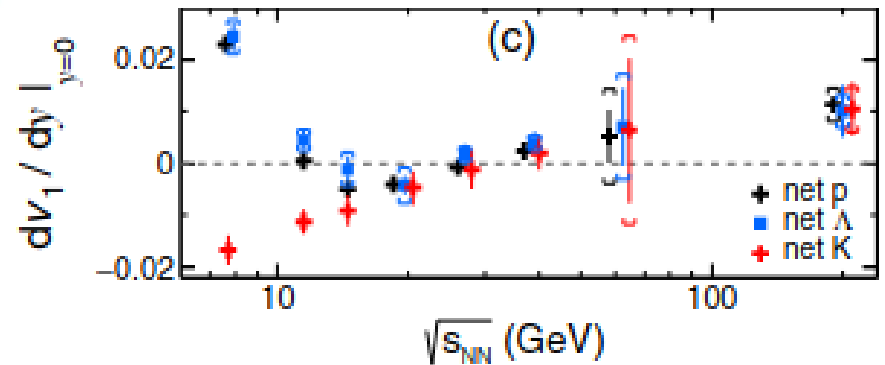 (c)
dv₁ / dy |y=0
0.02
0
−0.02
net p
net Λ
net K
10
100
√sNN (GeV)